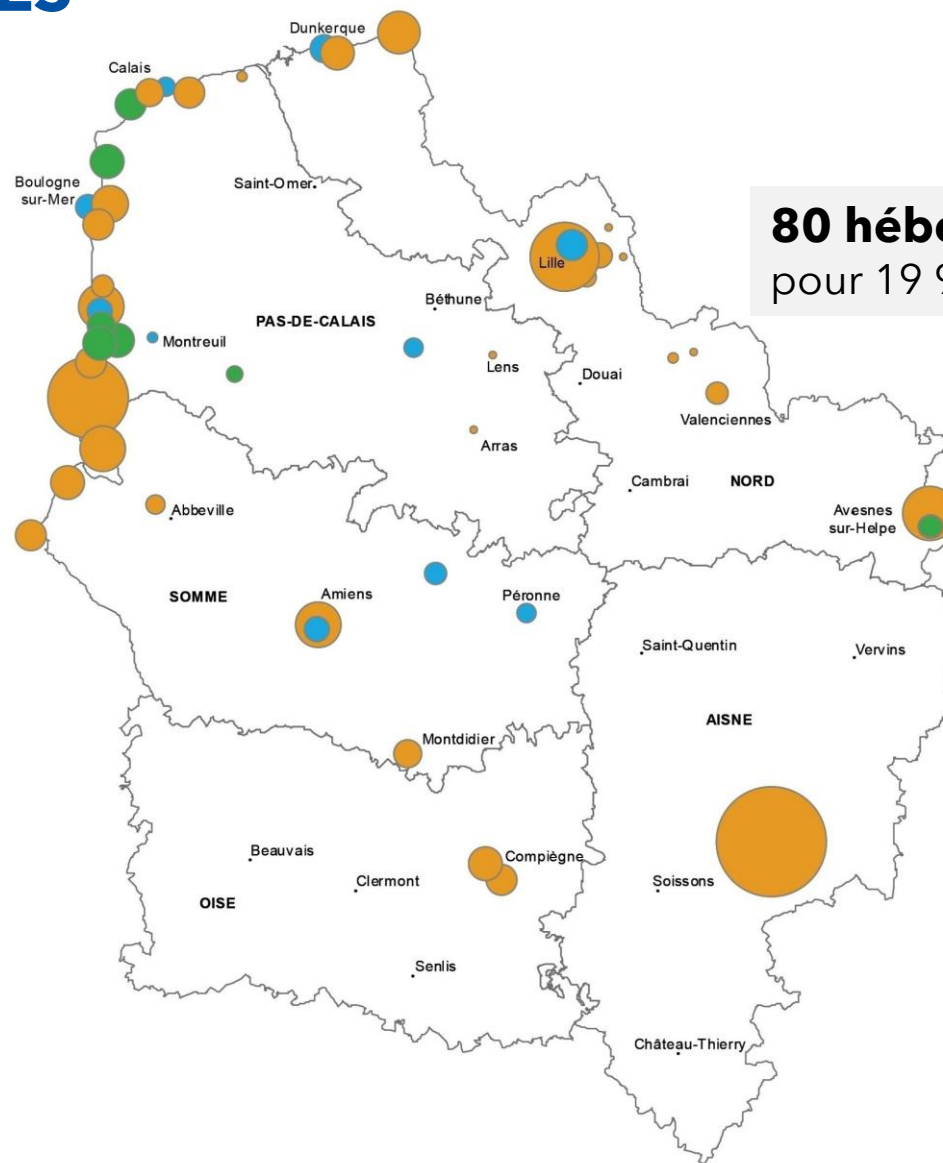 Dunkerque
Calais
Boulogne
sur-Mer
Saint-Omer
80
pour 19
Lille
Béthune
PAS-DE-CALAIS
Montreuil
Lens
Douai
Valenciennes
Arras
Cambrai
NORD
Avesnes
sur-Helpe
Abbeville
SOMME
Amiens
Péronne
Saint-Quentin
Vervins
AISNE
Montdidier
Beauvais
Compiègne
Clermont
Soissons
OISE
Senlis
Château-Thierry